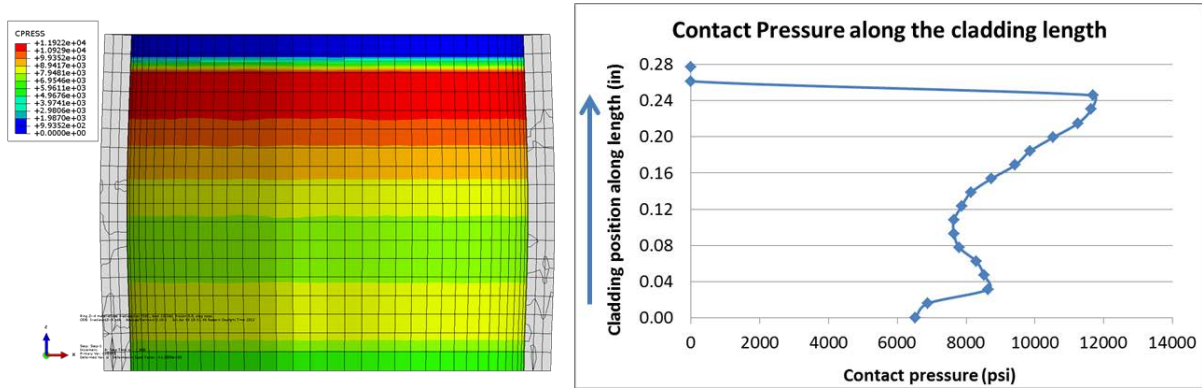 CPRESS
+1.1922e+04
+1.0929e+04
+9.9352e+03
+8.9417e+03
+7.9481e+03
+6.9546e+03
+5.9611e+03
+4.9676e+03
+3.9741e+03
+2.9806e+03
+1.9870e+03
+9.9352e+02
+0.0000e+00
Contact Pressure along the cladding length
Cladding position along length (in)
0.28
0.24
0.20
0.16
0.12
0.08
0.04
0.00
0 2000 4000 6000 8000 10000 12000 14000
Contact pressure (psi)